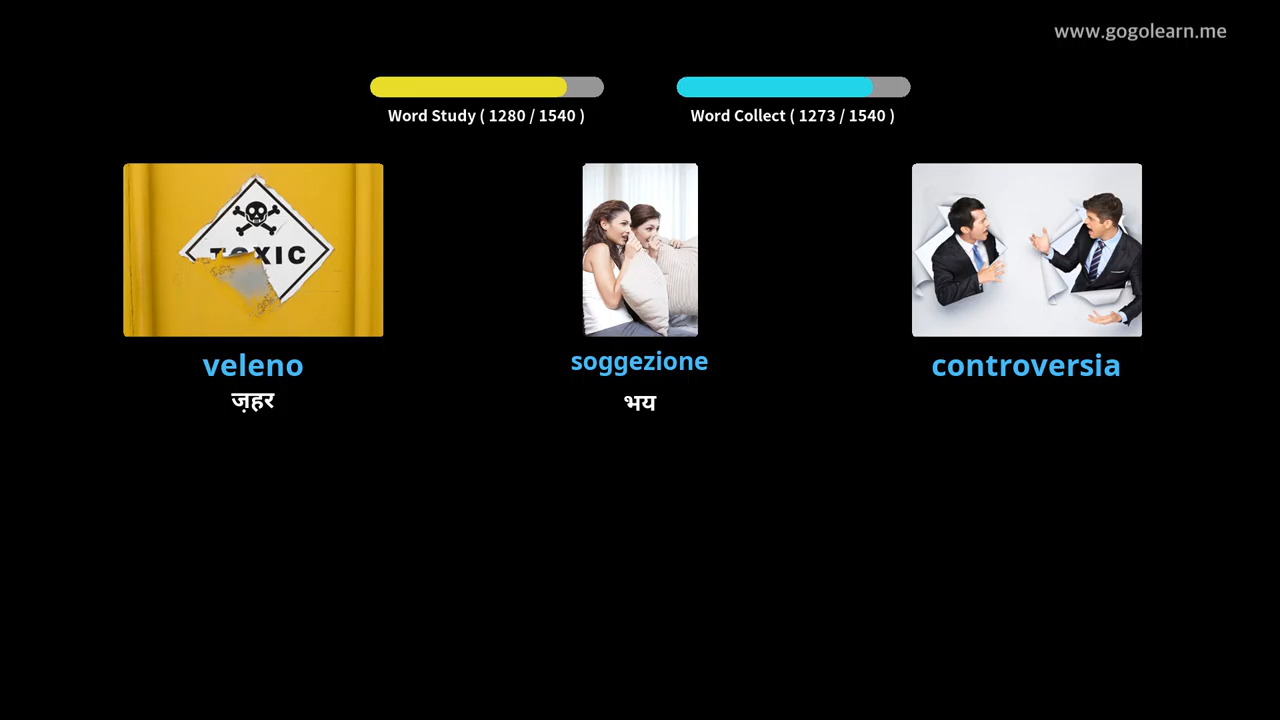 www.gogolearn.me
Word Study ( 1280 / 1540 )
Word Collect ( 1273 / 1540 )
TOXIC
veleno
soggezione
controversia
ज़हर
भय